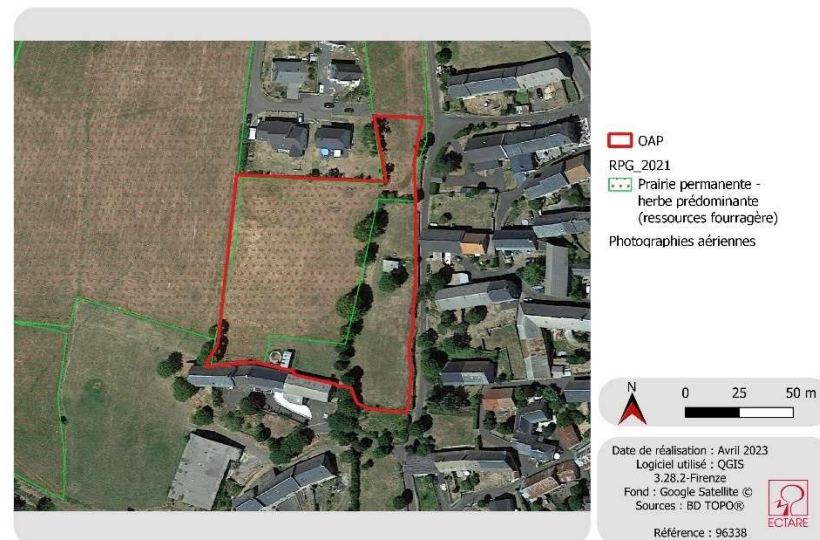 OAP
RPG_2021
Prairie permanente -
herbe prédominante
(ressources fourragère)
Photographies aériennes
N
0 25 50 m
Date de réalisation : Avril 2023
Logiciel utilisé : QGIS
3.28.2-Firenze
Fond : Google Satellite ©
Sources : BD TOPO®
ECTARE
Référence : 96338